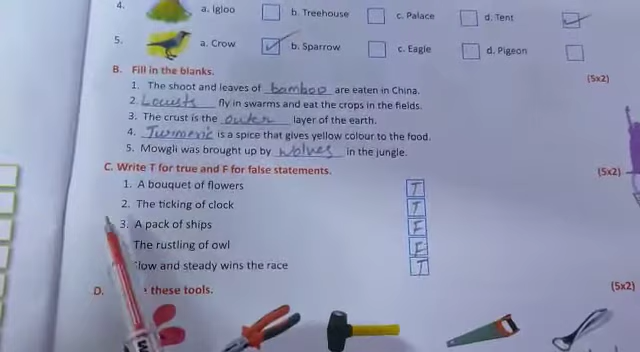 4. a. Igloo b. Treehouse c. Palace d. Tent ✓
5. a. Crow ✓ b. Sparrow c. Eagle d. Pigeon
B. Fill in the blanks. (5x2)
1. The shoot and leaves of bamboo are eaten in China.
2. Locusts fly in swarms and eat the crops in the fields.
3. The crust is the outer layer of the earth.
4. Turmeric is a spice that gives yellow colour to the food.
5. Mowgli was brought up by wolves in the jungle.
C. Write T for true and F for false statements. (5x2)
1. A bouquet of flowers T
2. The ticking of clock T
3. A pack of ships F
The rustling of owl F
low and steady wins the race T
D. these tools. (5x2)